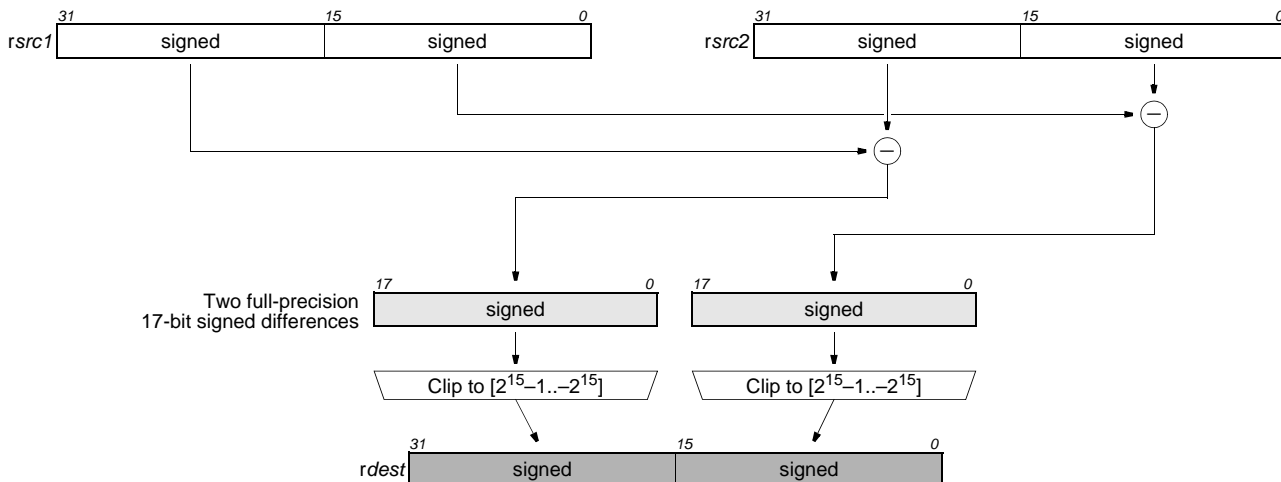 31 15 0 31 15 0
rsrc1 signed signed rsrc2 signed signed
− 
−
17 0 17 0
Two full-precision
17-bit signed differences signed signed
Clip to [2¹⁵–1..–2¹⁵] Clip to [2¹⁵–1..–2¹⁵]
31 15 0
rdest signed signed